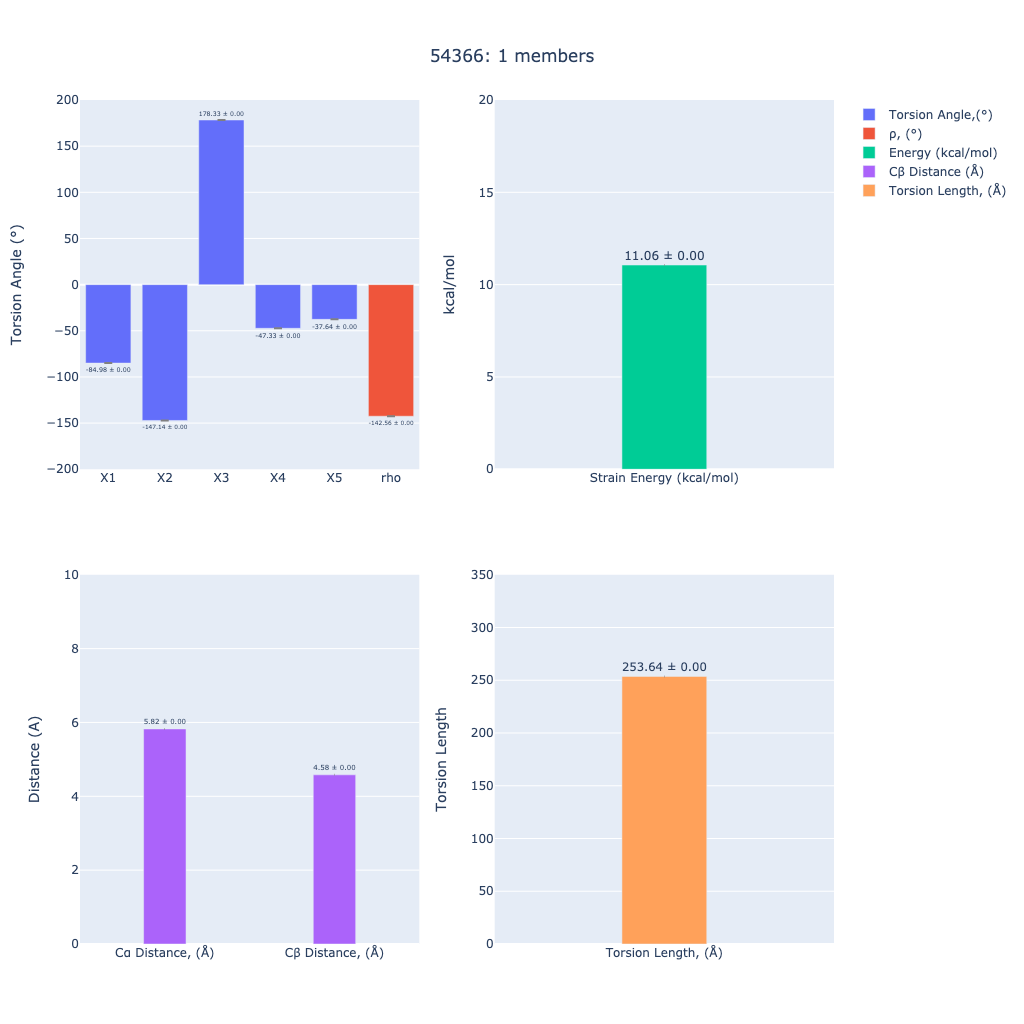 54366: 1 members
Torsion Angle (°)
200
150
100
50
0
−50
−100
−150
−200
178.33 ± 0.00
-84.98 ± 0.00
-147.14 ± 0.00
-47.33 ± 0.00
-37.64 ± 0.00
-142.56 ± 0.00
X1 X2 X3 X4 X5 rho
kcal/mol
20
15
10
5
0
11.06 ± 0.00
Strain Energy (kcal/mol)
Torsion Angle,(°)
ρ, (°)
Energy (kcal/mol)
Cβ Distance (Å)
Torsion Length, (Å)
Distance (A)
10
8
6
4
2
0
5.82 ± 0.00
4.58 ± 0.00
Cα Distance, (Å) Cβ Distance, (Å)
Torsion Length
350
300
250
200
150
100
50
0
253.64 ± 0.00
Torsion Length, (Å)